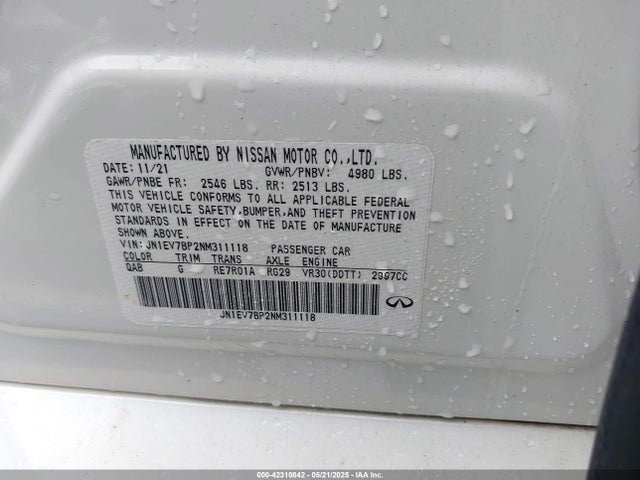 MANUFACTURED BY NISSAN MOTOR CO.,LTD.
DATE: 11/21 GVWR/PNBV: 4980 LBS.
GAWR/PNBE FR: 2546 LBS. RR: 2513 LBS.
THIS VEHICLE CONFORMS TO ALL APPLICABLE FEDERAL
MOTOR VEHICLE SAFETY,BUMPER,AND THEFT PREVENTION
STANDARDS IN EFFECT ON THE DATE OF MANUFACTURE
SHOWN ABOVE.
VIN: JN1EV7BP2NM311118 PASSENGER CAR
COLOR TRIM TRANS AXLE ENGINE
QAB G RE7R01A RG29 VR30(DDTT) 2997CC
JN1EV7BP2NM311118
000-42310842 - 05/21/2025 - IAAI.COM